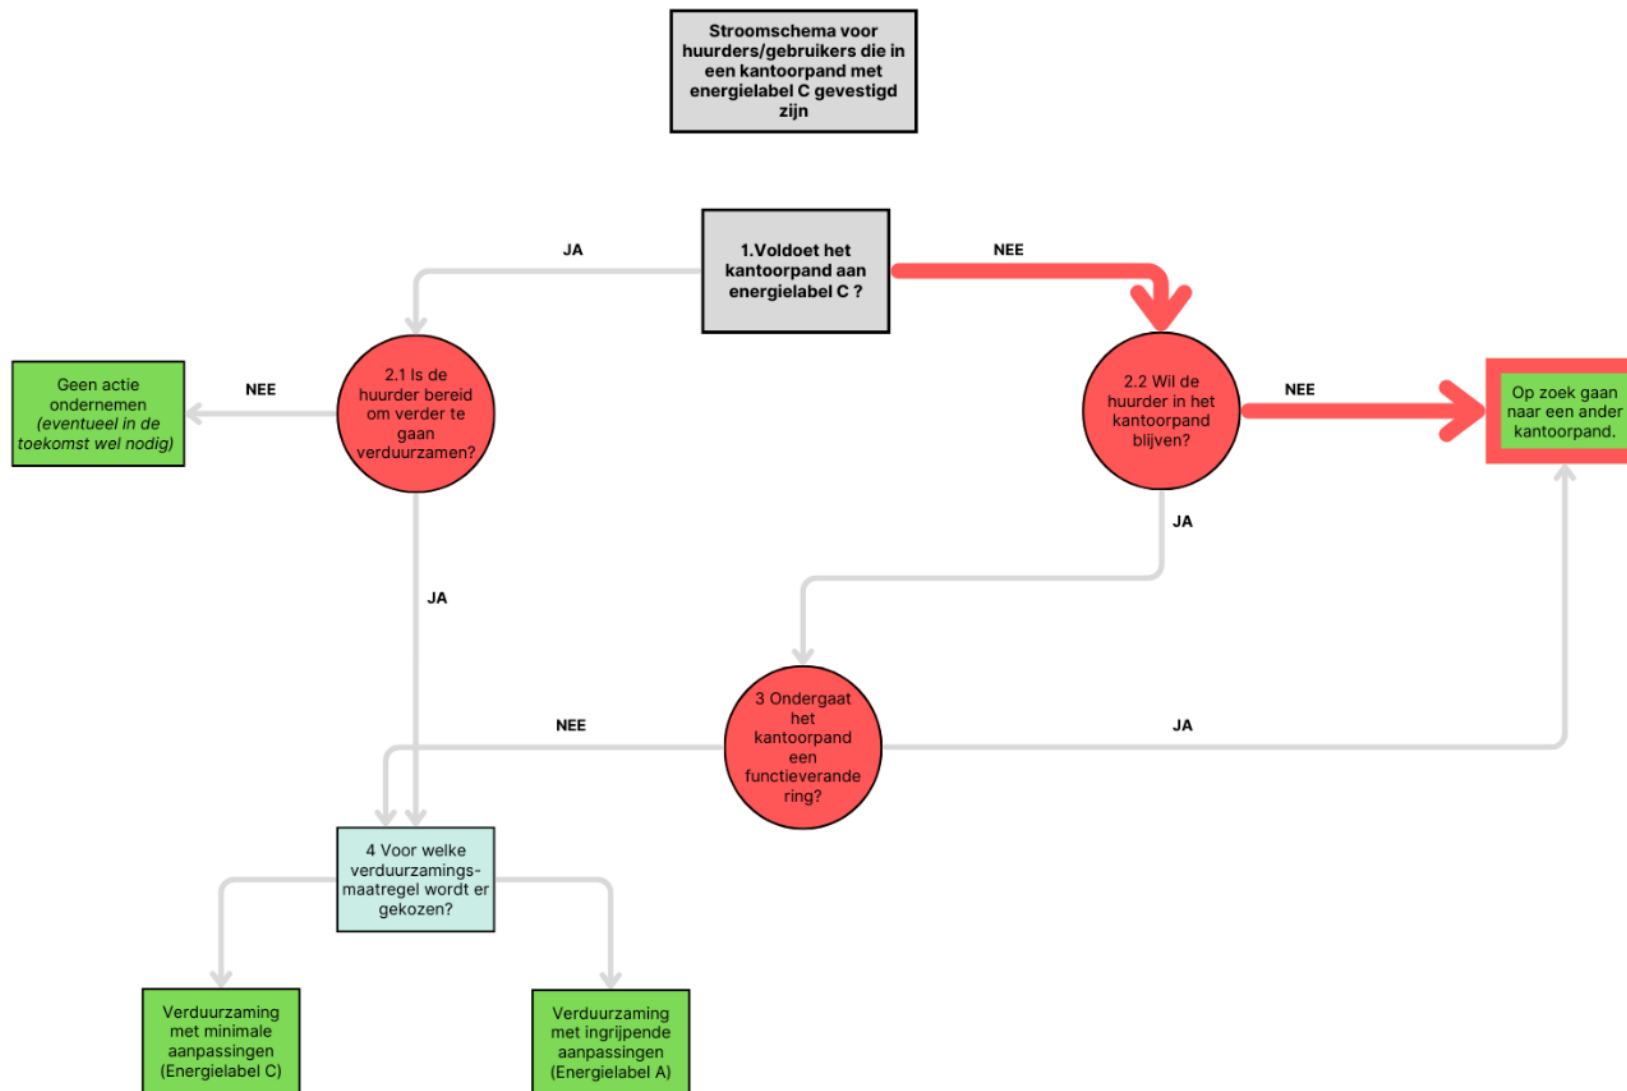 Stroomschema voor
huurders/gebruikers die in
een kantoorpand met
energielabel C gevestigd
zijn
JA
1.Voldoet het
kantoorpand aan
energielabel C ?
NEE
Geen actie
ondernemen
(eventueel in de
toekomst wel nodig)
NEE
2.1 Is de
huurder bereid
om verder te
gaan
verduurzamen?
2.2 Wil de
huurder in het
kantoorpand
blijven?
NEE
Op zoek gaan
naar een ander
kantoorpand.
JA
JA
NEE
3 Ondergaat
het
kantoorpand
een
functieverande
ring?
JA
4 Voor welke
verduurzamings-
maatregel wordt er
gekozen?
Verduurzaming
met minimale
aanpassingen
(Energielabel C)
Verduurzaming
met ingrijpende
aanpassingen
(Energielabel A)